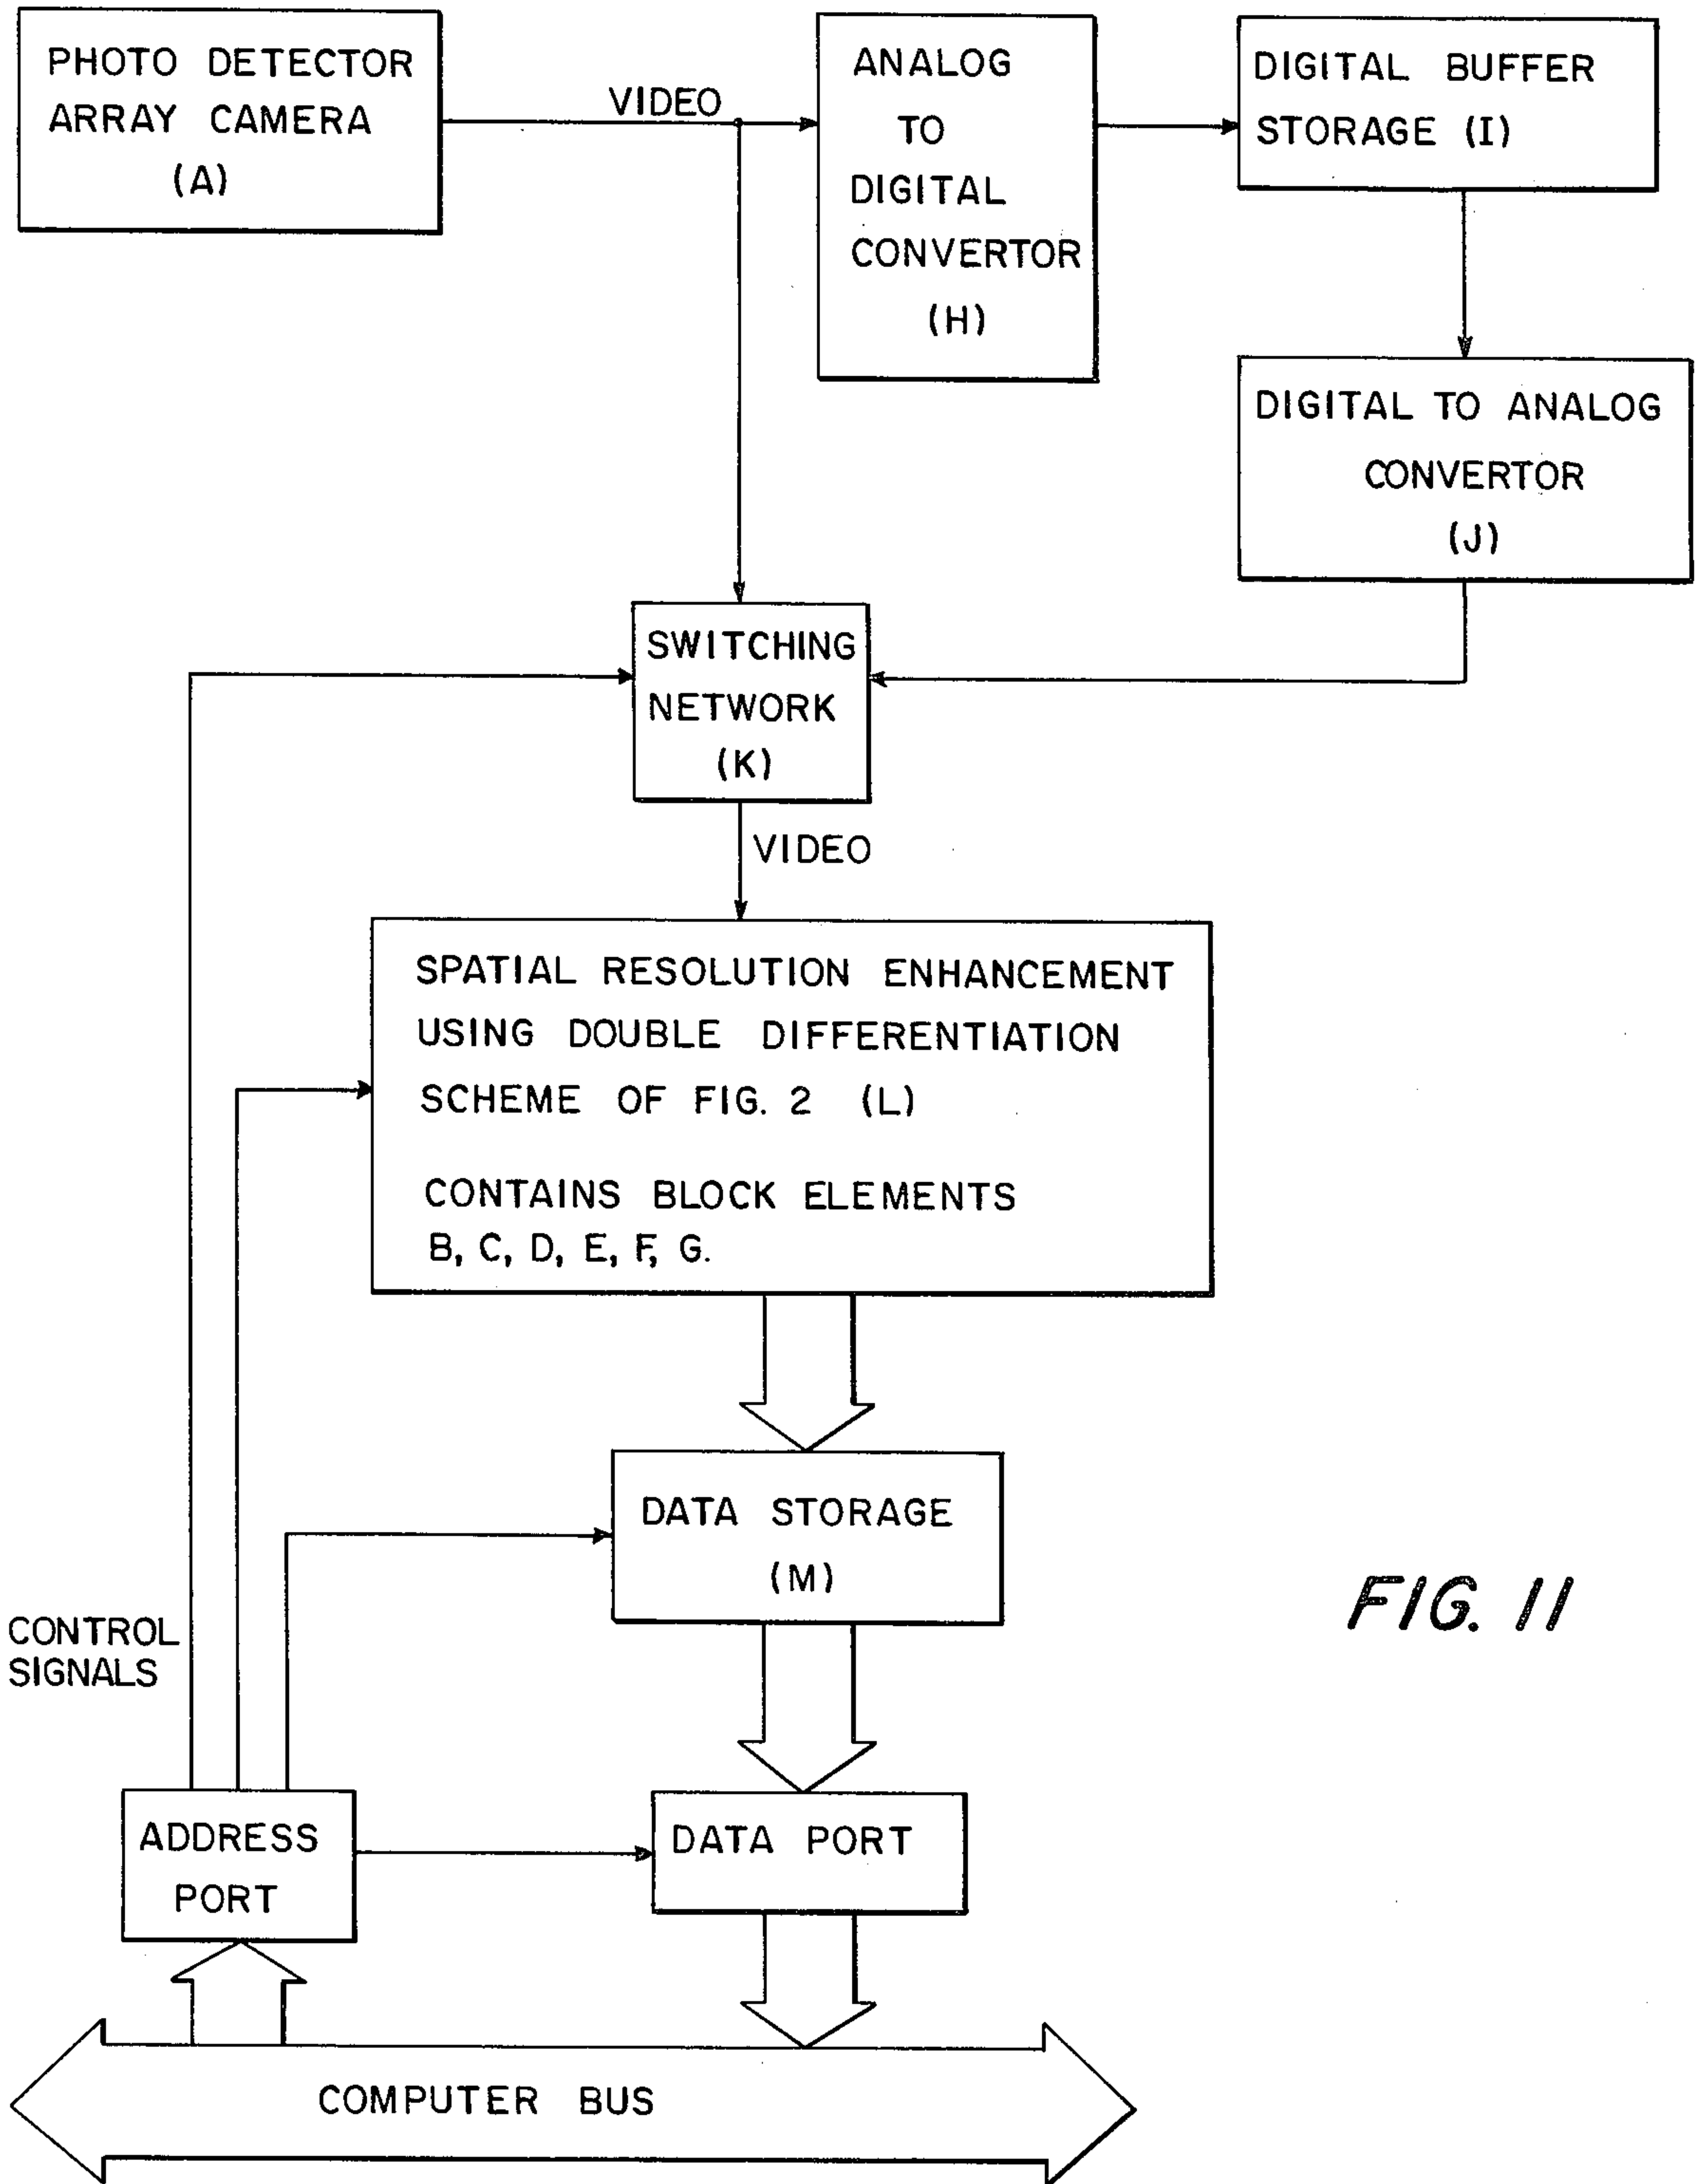 PHOTO DETECTOR
ARRAY CAMERA
(A)
VIDEO
ANALOG
TO
DIGITAL
CONVERTOR
(H)
DIGITAL BUFFER
STORAGE (I)
DIGITAL TO ANALOG
CONVERTOR
(J)
SWITCHING
NETWORK
(K)
VIDEO
SPATIAL RESOLUTION ENHANCEMENT
USING DOUBLE DIFFERENTIATION
SCHEME OF FIG. 2 (L)
CONTAINS BLOCK ELEMENTS
B, C, D, E, F, G.
DATA STORAGE
(M)
CONTROL
SIGNALS
ADDRESS
PORT
DATA PORT
COMPUTER BUS
FIG. 11